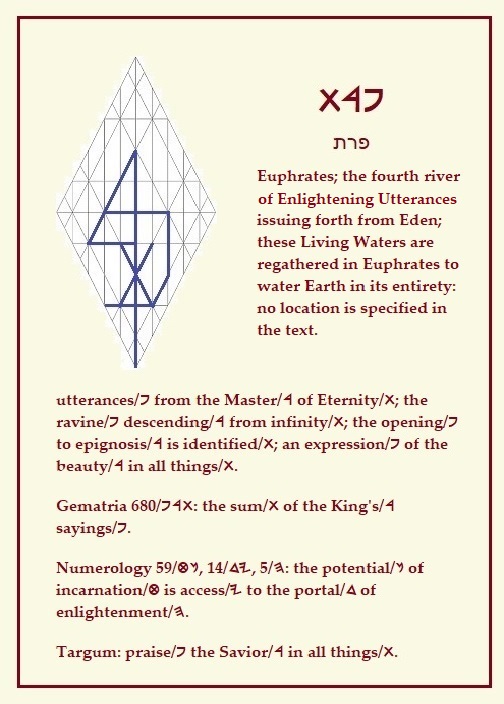 𐤐𐤓𐤕
פרת
Euphrates; the fourth river
of Enlightening Utterances
issuing forth from Eden;
these Living Waters are
regathered in Euphrates to
water Earth in its entirety:
no location is specified in
the text.
utterances/𐤐 from the Master/𐤓 of Eternity/𐤕; the
ravine/𐤐 descending/𐤓 from infinity/𐤕; the opening/𐤐
to epignosis/𐤓 is identified/𐤕; an expression/𐤐 of the
beauty/𐤓 in all things/𐤕.
Gematria 680/𐤕𐤓𐤐: the sum/𐤕 of the King's/𐤓
sayings/𐤐.
Numerology 59/𐤍𐤈, 14/𐤉𐤃, 5/𐤄: the potential/𐤍 of
incarnation/𐤈 is access/𐤉 to the portal/𐤃 of
enlightenment/𐤄.
Targum: praise/𐤐 the Savior/𐤓 in all things/𐤕.